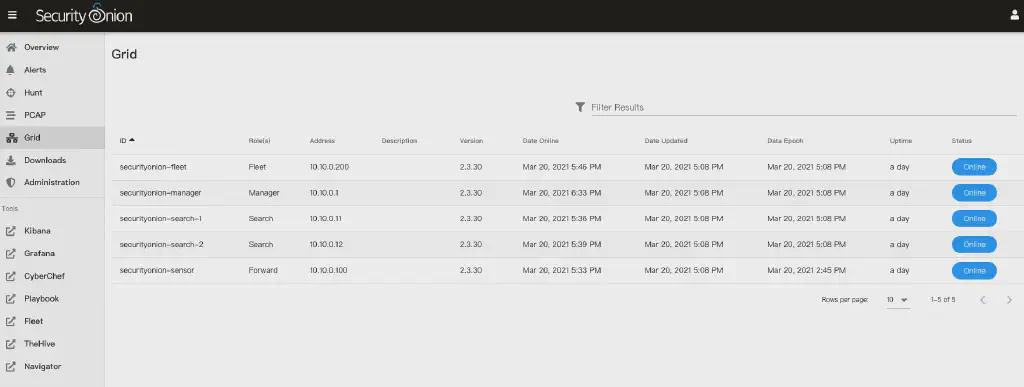 Security Onion
Overview
Alerts
Hunt
PCAP
Grid
Downloads
Administration
Tools
Kibana
Grafana
CyberChef
Playbook
Fleet
TheHive
Navigator
Grid
Filter Results
ID Role(s) Address Description Version Date Online Date Updated Data Epoch Uptime Status
securityonion-fleet Fleet 10.10.0.200 2.3.30 Mar 20, 2021 5:46 PM Mar 20, 2021 5:08 PM Mar 20, 2021 5:08 PM a day Online
securityonion-manager Manager 10.10.0.1 2.3.30 Mar 20, 2021 6:33 PM Mar 20, 2021 5:08 PM Mar 20, 2021 5:08 PM a day Online
securityonion-search-1 Search 10.10.0.11 2.3.30 Mar 20, 2021 5:36 PM Mar 20, 2021 5:08 PM Mar 20, 2021 5:08 PM a day Online
securityonion-search-2 Search 10.10.0.12 2.3.30 Mar 20, 2021 5:39 PM Mar 20, 2021 5:08 PM Mar 20, 2021 5:08 PM a day Online
securityonion-sensor Forward 10.10.0.100 2.3.30 Mar 20, 2021 5:33 PM Mar 20, 2021 5:08 PM Mar 20, 2021 2:45 PM a day Online
Rows per page: 10 1-5 of 5